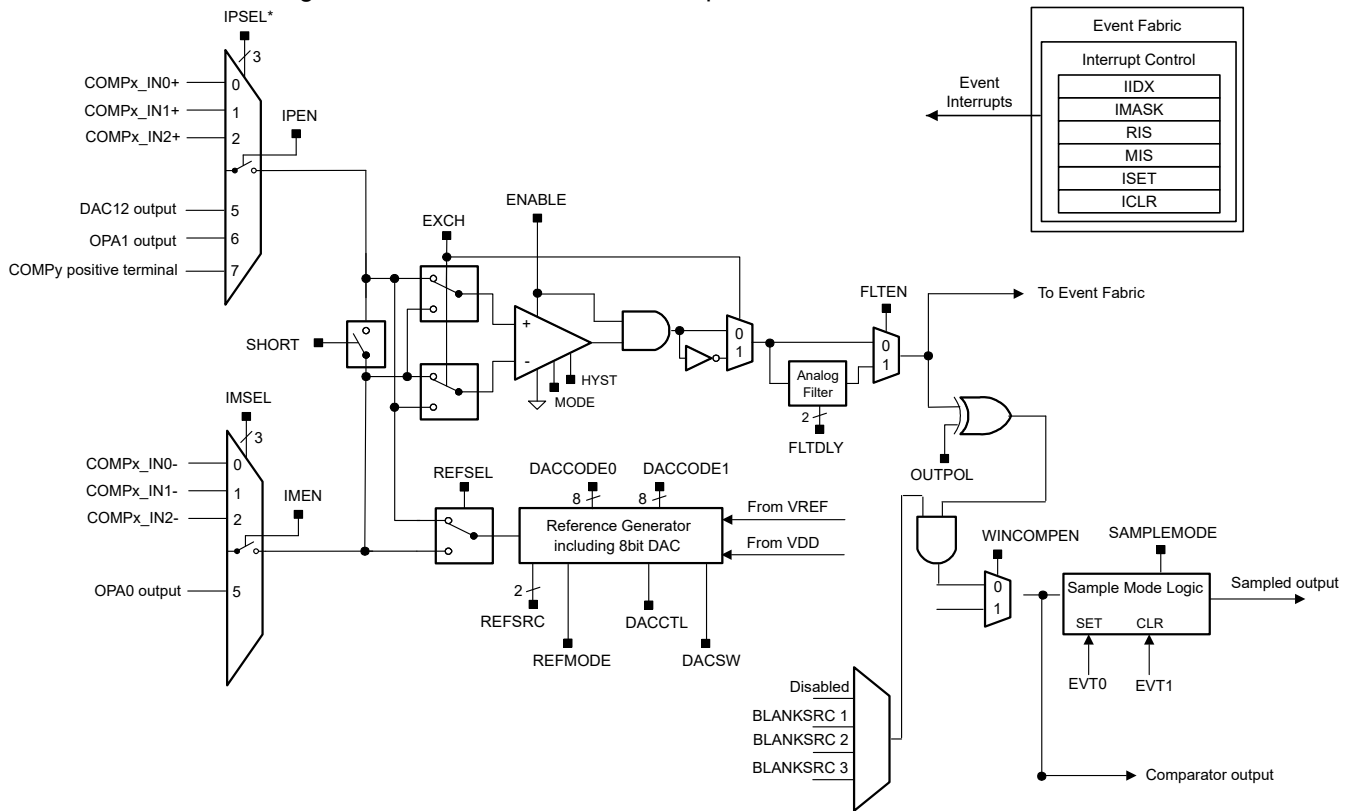 IPSEL*
3
COMPx_IN0+
0
COMPx_IN1+
1
COMPx_IN2+
2
IPEN
DAC12 output
5
OPA1 output
6
COMPy positive terminal
7
Event Fabric
Interrupt Control
IIDX
IMASK
RIS
MIS
ISET
ICLR
Event
Interrupts
EXCH
ENABLE
SHORT
+
-
HYST
MODE
0
1
Analog
Filter
2
FLTDLY
FLTEN
0
1
To Event Fabric
OUTPOL
IMSEL
3
COMPx_IN0-
0
COMPx_IN1-
1
COMPx_IN2-
2
IMEN
OPA0 output
5
REFSEL
DACCODE0
DACCODE1
8
8
Reference Generator
including 8bit DAC
From VREF
From VDD
2
REFSRC
REFMODE
DACCTL
DACSW
WINCOMPEN
0
1
SAMPLEMODE
Sample Mode Logic
SET
CLR
EVT0
EVT1
Sampled output
Disabled
BLANKSRC 1
BLANKSRC 2
BLANKSRC 3
Comparator output